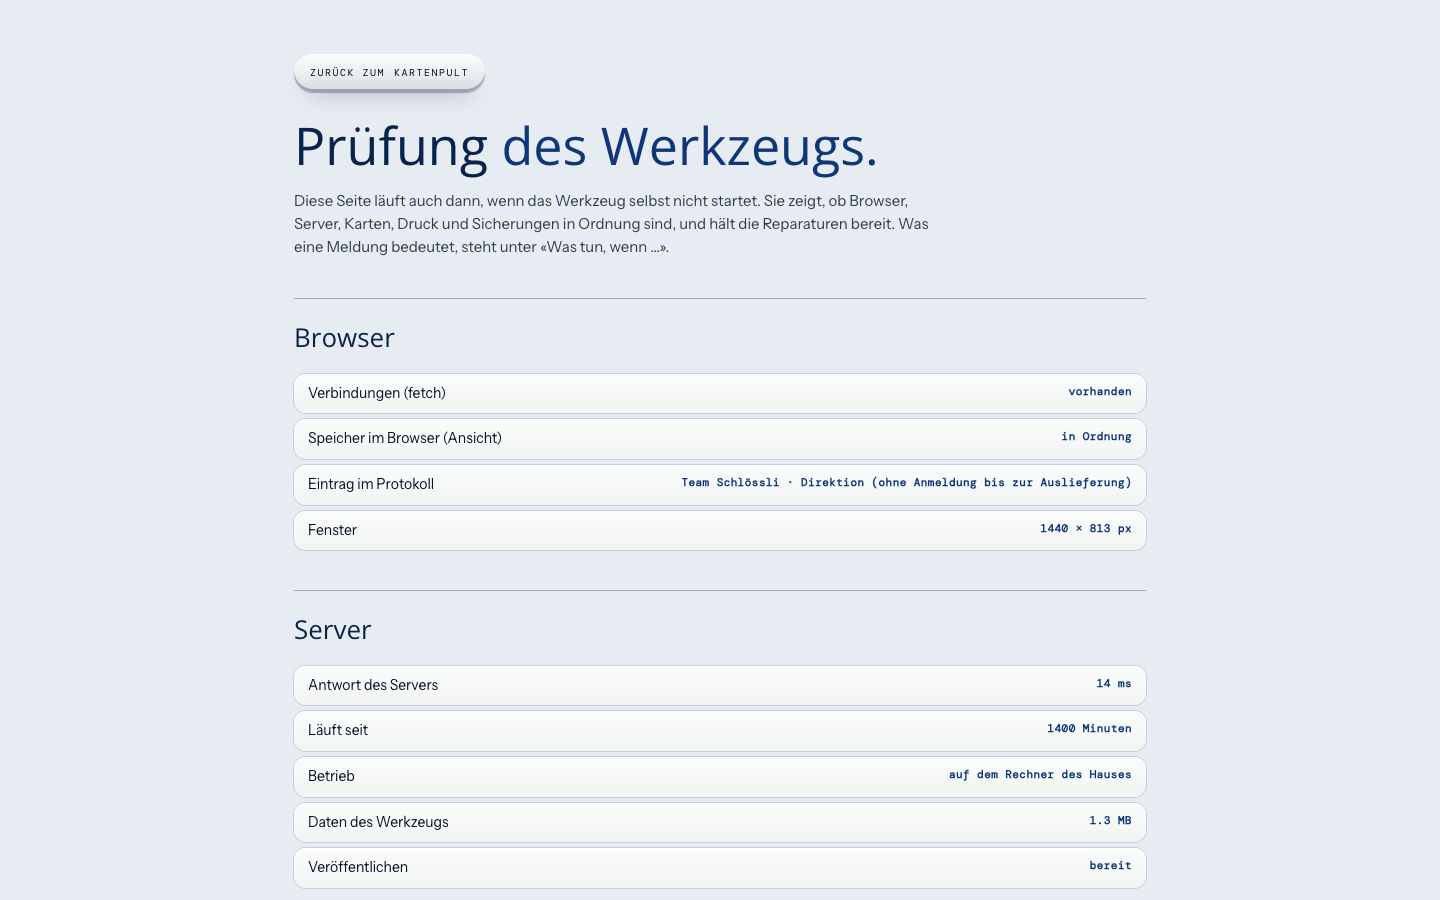 ZURÜCK ZUM KARTENPULT
Prüfung des Werkzeugs.
Diese Seite läuft auch dann, wenn das Werkzeug selbst nicht startet. Sie zeigt, ob Browser,
Server, Karten, Druck und Sicherungen in Ordnung sind, und hält die Reparaturen bereit. Was
eine Meldung bedeutet, steht unter «Was tun, wenn …».
Browser
Verbindungen (fetch) vorhanden
Speicher im Browser (Ansicht) in Ordnung
Eintrag im Protokoll Team Schlössli · Direktion (ohne Anmeldung bis zur Auslieferung)
Fenster 1440 × 813 px
Server
Antwort des Servers 14 ms
Läuft seit 1400 Minuten
Betrieb auf dem Rechner des Hauses
Daten des Werkzeugs 1.3 MB
Veröffentlichen bereit